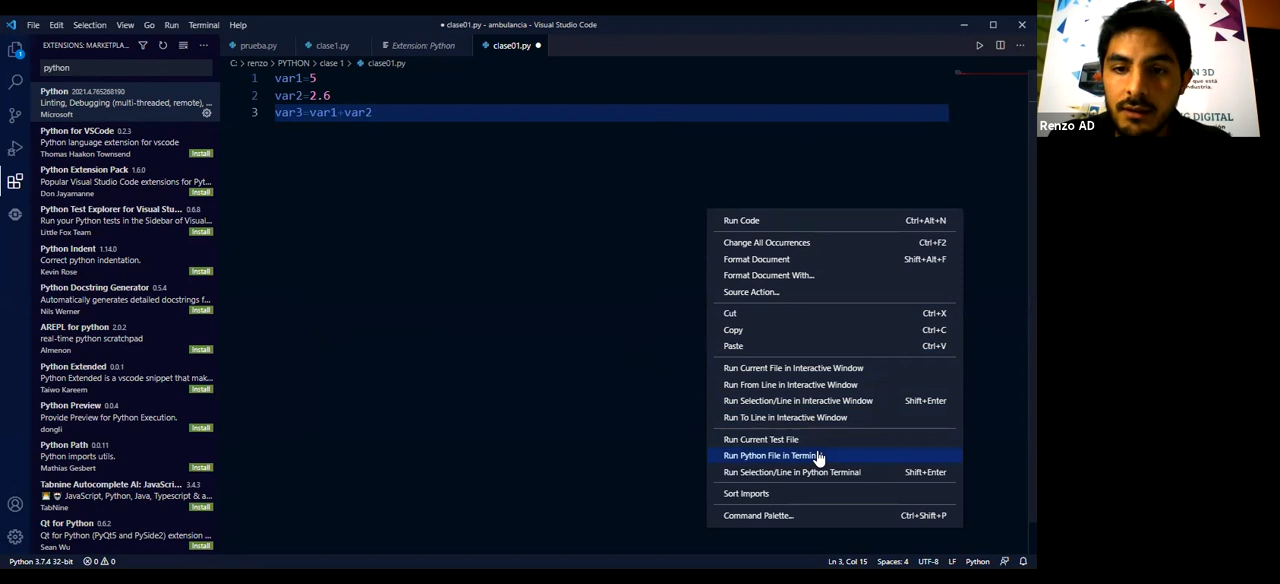 File Edit Selection View Go Run Terminal Help
● clase01.py - ambulancia - Visual Studio Code
EXTENSIONS: MARKETPLA...
prueba.py
clase1.py
Extension: Python
clase01.py
python
C: > renzo > PYTHON > clase 1 > clase01.py
1 var1=5
2 var2=2.6
3 var3=var1+var2
Python 2021.4.765268190
Linting, Debugging (multi-threaded, remote), ...
Microsoft
Python for VSCode 0.2.3
Python language extension for vscode
Thomas Haakon Townsend Install
Python Extension Pack 1.6.0
Popular Visual Studio Code extensions for Pyt...
Don Jayamanne Install
Python Test Explorer for Visual Stu... 0.6.8
Run your Python tests in the Sidebar of Visual...
Little Fox Team Install
Python Indent 1.14.0
Correct python indentation.
Kevin Rose Install
Python Docstring Generator 0.5.4
Automatically generates detailed docstrings f...
Nils Werner Install
AREPL for python 2.0.2
real-time python scratchpad
Almenon Install
Python Extended 0.0.1
Python Extended is a vscode snippet that mak...
Taiwo Kareem Install
Python Preview 0.0.4
Provide Preview for Python Execution.
dongli Install
Python Path 0.0.11
Python imports utils.
Mathias Gesbert Install
Tabnine Autocomplete AI: JavaScri... 3.4.3
JavaScript, Python, Java, Typescript & a...
TabNine Install
Qt for Python 0.6.2
Qt for Python (PyQt5 and PySide2) extension ...
Sean Wu Install
Run Code Ctrl+Alt+N
Change All Occurrences Ctrl+F2
Format Document Shift+Alt+F
Format Document With...
Source Action...
Cut Ctrl+X
Copy Ctrl+C
Paste Ctrl+V
Run Current File in Interactive Window
Run From Line in Interactive Window
Run Selection/Line in Interactive Window Shift+Enter
Run To Line in Interactive Window
Run Current Test File
Run Python File in Terminal
Run Selection/Line in Python Terminal Shift+Enter
Sort Imports
Command Palette... Ctrl+Shift+P
Python 3.7.4 32-bit 0 0
Ln 3, Col 15 Spaces: 4 UTF-8 LF Python
N 3D
que está
ndustria.
DIGITAL
Renzo AD